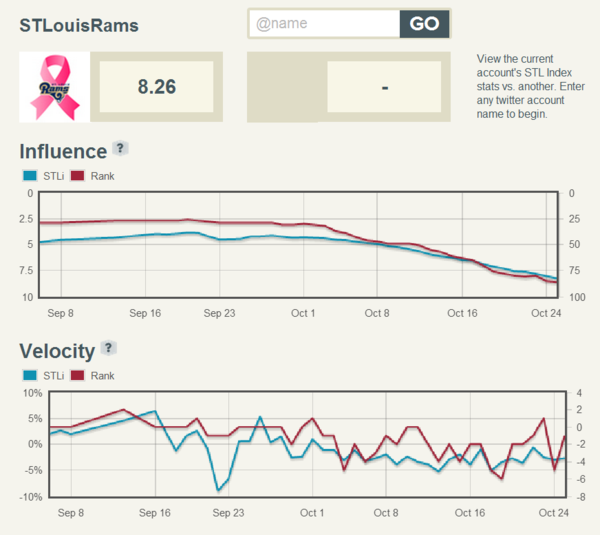 STLouisRams
@name
GO
Rams
8.26
-
View the current
account's STL Index
stats vs. another. Enter
any twitter account
name to begin.
Influence ?
STLi Rank
0 0
2.5 25
5 50
7.5 75
10 100
Sep 8 Sep 16 Sep 23 Oct 1 Oct 8 Oct 16 Oct 24
Velocity ?
STLi Rank
10% 4
5% 2
0
0% -2
-5% -4
-6
-10% -8
Sep 8 Sep 16 Sep 23 Oct 1 Oct 8 Oct 16 Oct 24